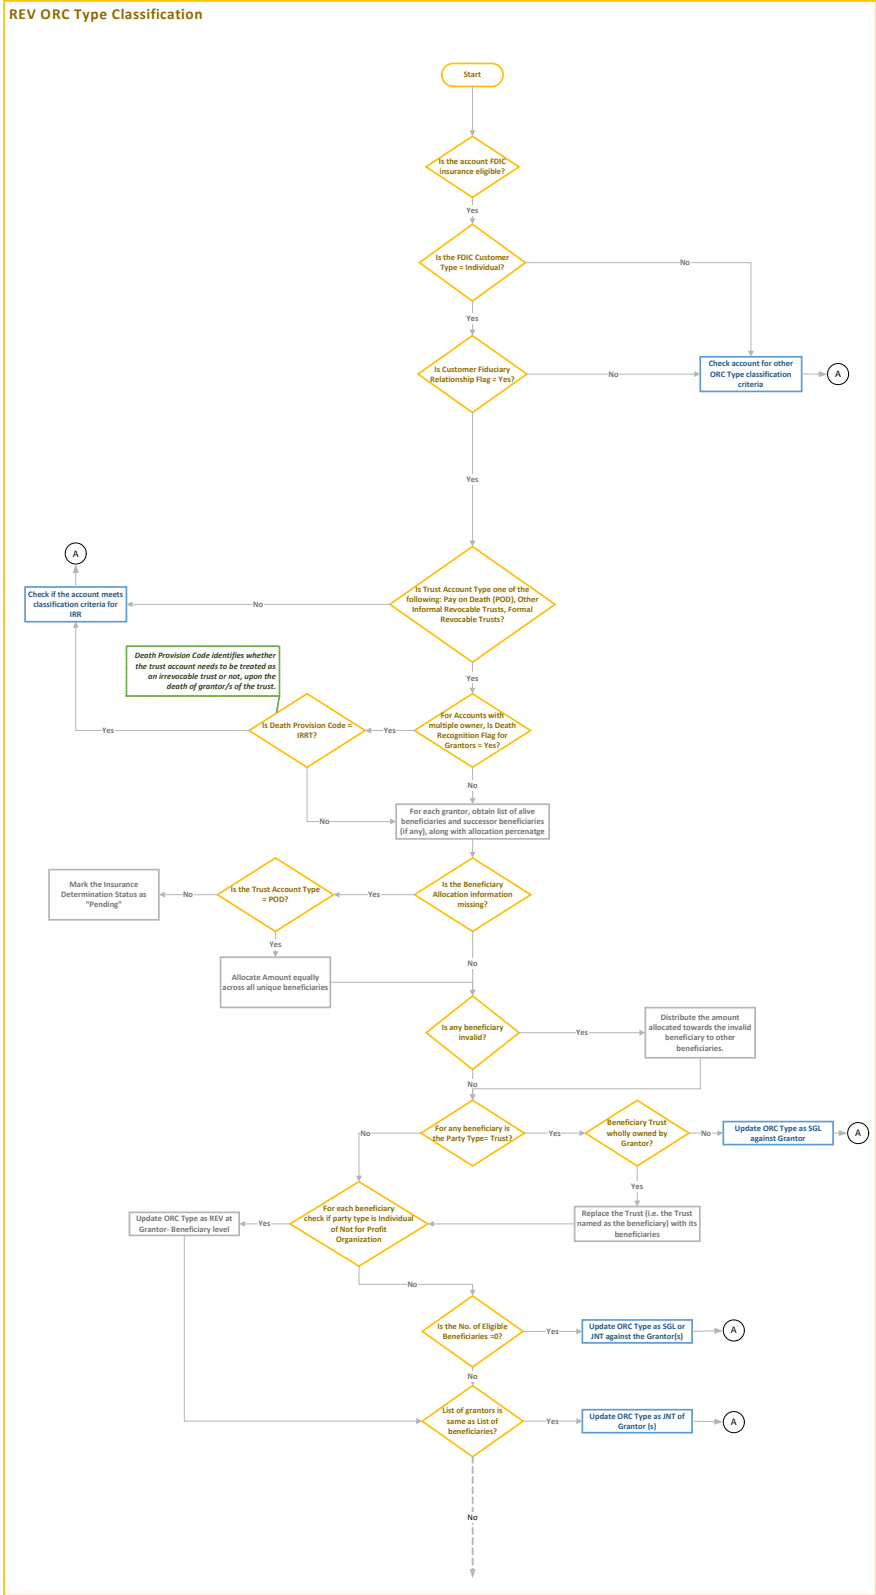 REV ORC Type Classification
Start
Is the account FDIC
insurance eligible?
Yes
Is the FDIC Customer
Type = Individual?
No
Yes
Is Customer Fiduciary
Relationship Flag = Yes?
No
Check account for other
ORC Type classification
criteria
A
Yes
A
Check if the account meets
classification criteria for
IRR
No
Is Trust Account Type one of the
following: Pay on Death (POD), Other
Informal Revocable Trusts, Formal
Revocable Trusts?
Death Provision Code identifies whether
the trust account needs to be treated as
an irrevocable trust or not, upon the
death of grantor/s of the trust.
Yes
Yes
Is Death Provision Code =
IRRT?
Yes
For Accounts with
multiple owner, Is Death
Recognition Flag for
Grantors = Yes?
No
No
For each grantor, obtain list of alive
beneficiaries and successor beneficiaries
(if any), along with allocation percenatge
Mark the Insurance
Determination Status as
"Pending"
No
Is the Trust Account Type
= POD?
Yes
Is the Beneficiary
Allocation information
missing?
Yes
No
Allocate Amount equally
across all unique beneficiaries
Is any beneficiary
invalid?
Yes
Distribute the amount
allocated towards the invalid
beneficiary to other
beneficiaries.
No
No
For any beneficiary is
the Party Type= Trust?
Yes
Beneficiary Trust
wholly owned by
Grantor?
No
Update ORC Type as SGL
against Grantor
A
Yes
Update ORC Type as REV at
Grantor- Beneficiary level
Yes
For each beneficiary
check if party type is Individual
of Not for Profit
Organization
Replace the Trust (i.e. the Trust
named as the beneficiary) with its
beneficiaries
No
Is the No. of Eligible
Beneficiaries =0?
Yes
Update ORC Type as SGL or
JNT against the Grantor(s)
A
No
List of grantors is
same as List of
beneficiaries?
Yes
Update ORC Type as JNT of
Grantor (s)
A
No